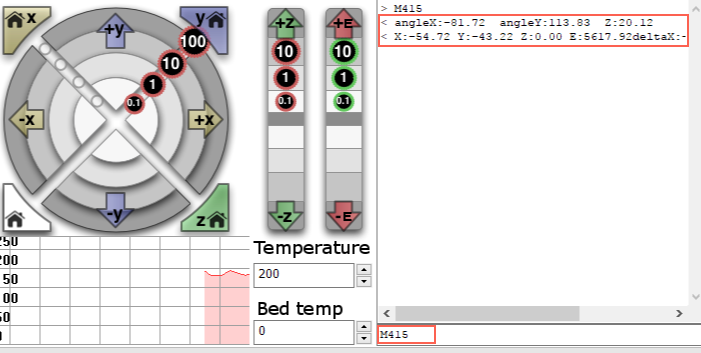 x
+y
y
100
10
1
0.1
-x
+x
-y
z
+Z
10
1
0.1
-Z
+E
10
1
0.1
-E
250
200
150
100
50
0
Temperature
200
Bed temp
0
> M415
< angleX:-81.72 angleY:113.83 Z:20.12
< X:-54.72 Y:-43.22 Z:0.00 E:5617.92deltaX:-
M415